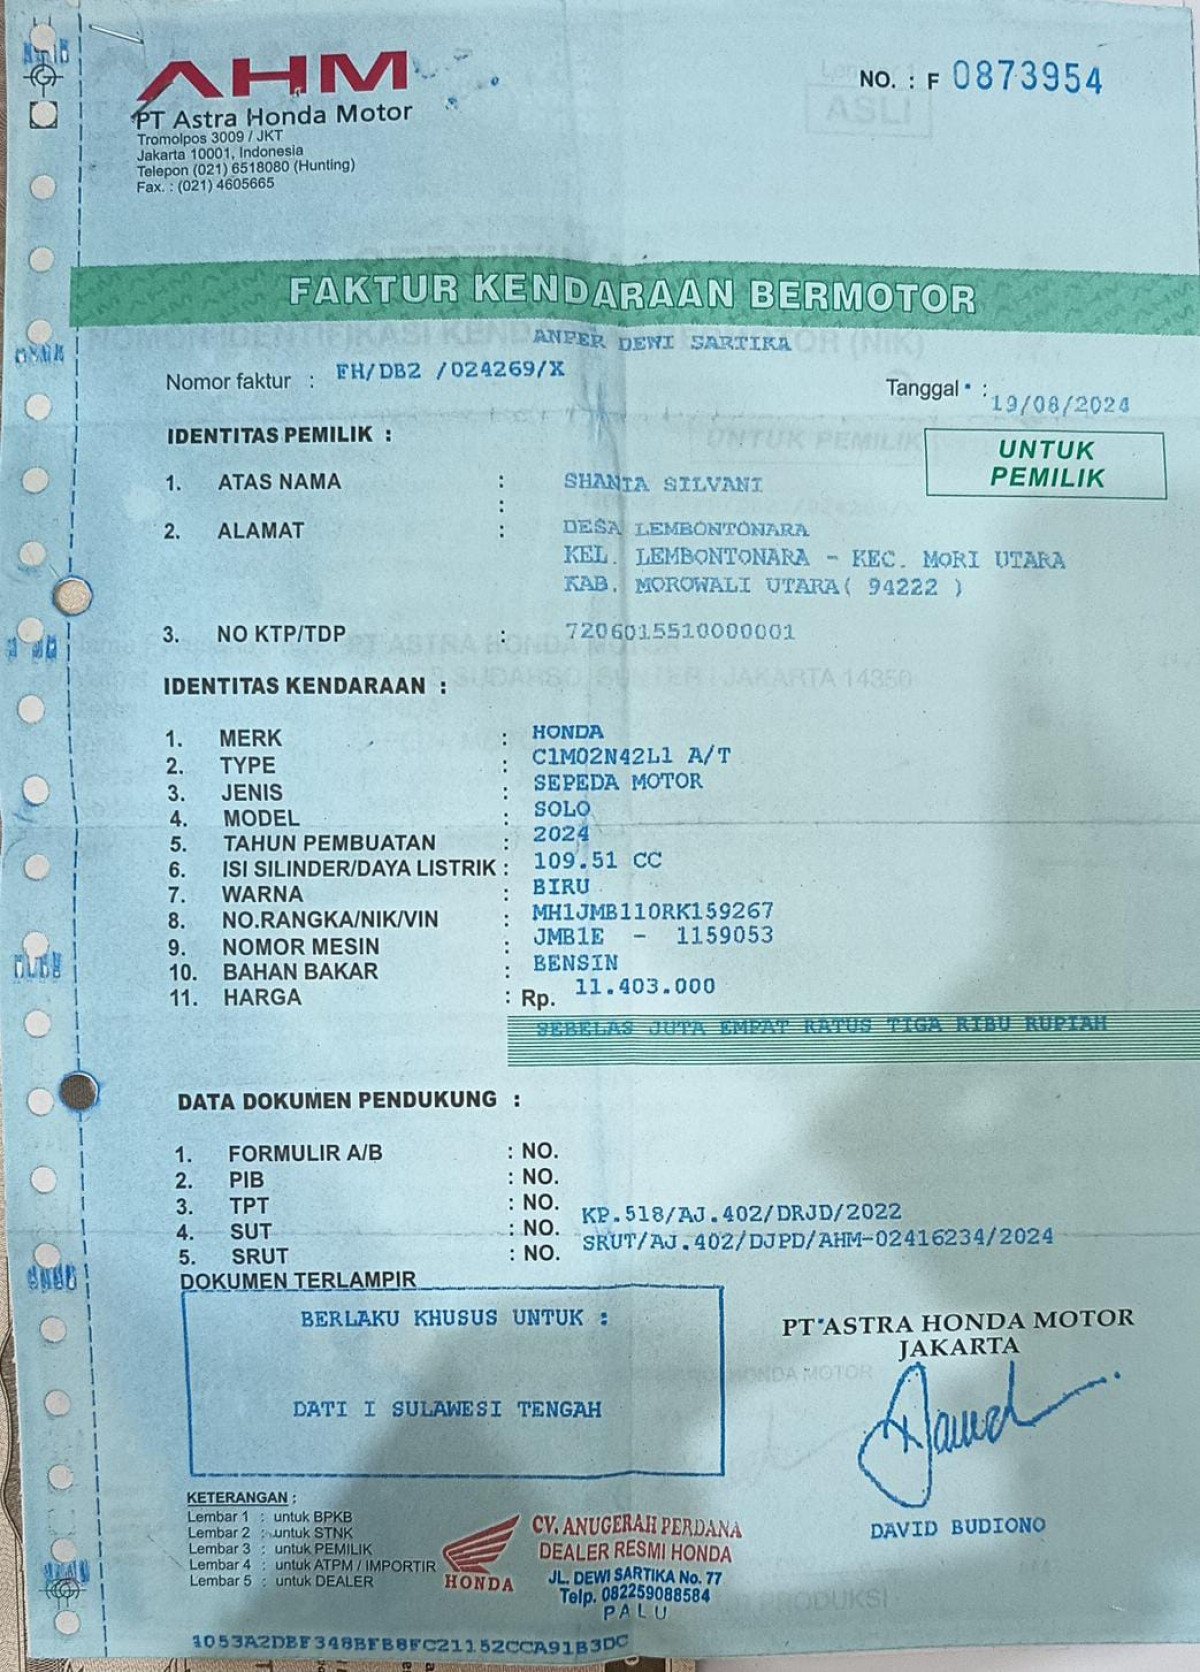 AHM
PT Astra Honda Motor
Tromolpos 3009 / JKT
Jakarta 10001, Indonesia
Telepon (021) 6518080 (Hunting)
Fax. : (021) 4605665
NO. : F 0873954
ASLI
FAKTUR KENDARAAN BERMOTOR
ANPER DEWI SARTIKA
Nomor faktur : FH/DB2 /024269/X
Tanggal : 19/08/2024
IDENTITAS PEMILIK :
UNTUK
PEMILIK
1. ATAS NAMA : SHANIA SILVANI
:
2. ALAMAT : DESA LEMBONTONARA
KEL. LEMBONTONARA - KEC. MORI UTARA
KAB. MOROWALI UTARA( 94222 )
3. NO KTP/TDP : 7206015510000001
IDENTITAS KENDARAAN :
1. MERK : HONDA
2. TYPE : C1M02N42L1 A/T
3. JENIS : SEPEDA MOTOR
4. MODEL : SOLO
5. TAHUN PEMBUATAN : 2024
6. ISI SILINDER/DAYA LISTRIK : 109.51 CC
7. WARNA : BIRU
8. NO.RANGKA/NIK/VIN : MH1JMB110RK159267
9. NOMOR MESIN : JMB1E - 1159053
10. BAHAN BAKAR : BENSIN
11. HARGA : Rp. 11.403.000
SEBELAS JUTA EMPAT RATUS TIGA RIBU RUPIAH
DATA DOKUMEN PENDUKUNG :
1. FORMULIR A/B : NO.
2. PIB : NO.
3. TPT : NO.
4. SUT : NO. KP.518/AJ.402/DRJD/2022
5. SRUT : NO. SRUT/AJ.402/DJPD/AHM-02416234/2024
DOKUMEN TERLAMPIR
BERLAKU KHUSUS UNTUK :
DATI I SULAWESI TENGAH
PT ASTRA HONDA MOTOR
JAKARTA
DAVID BUDIONO
KETERANGAN :
Lembar 1 : untuk BPKB
Lembar 2 : untuk STNK
Lembar 3 : untuk PEMILIK
Lembar 4 : untuk ATPM / IMPORTIR
Lembar 5 : untuk DEALER
HONDA
CV. ANUGERAH PERDANA
DEALER RESMI HONDA
JL. DEWI SARTIKA No. 77
Telp. 082259088584
PALU
1053A2DBF348BFB8FC21152CCA91B3DC